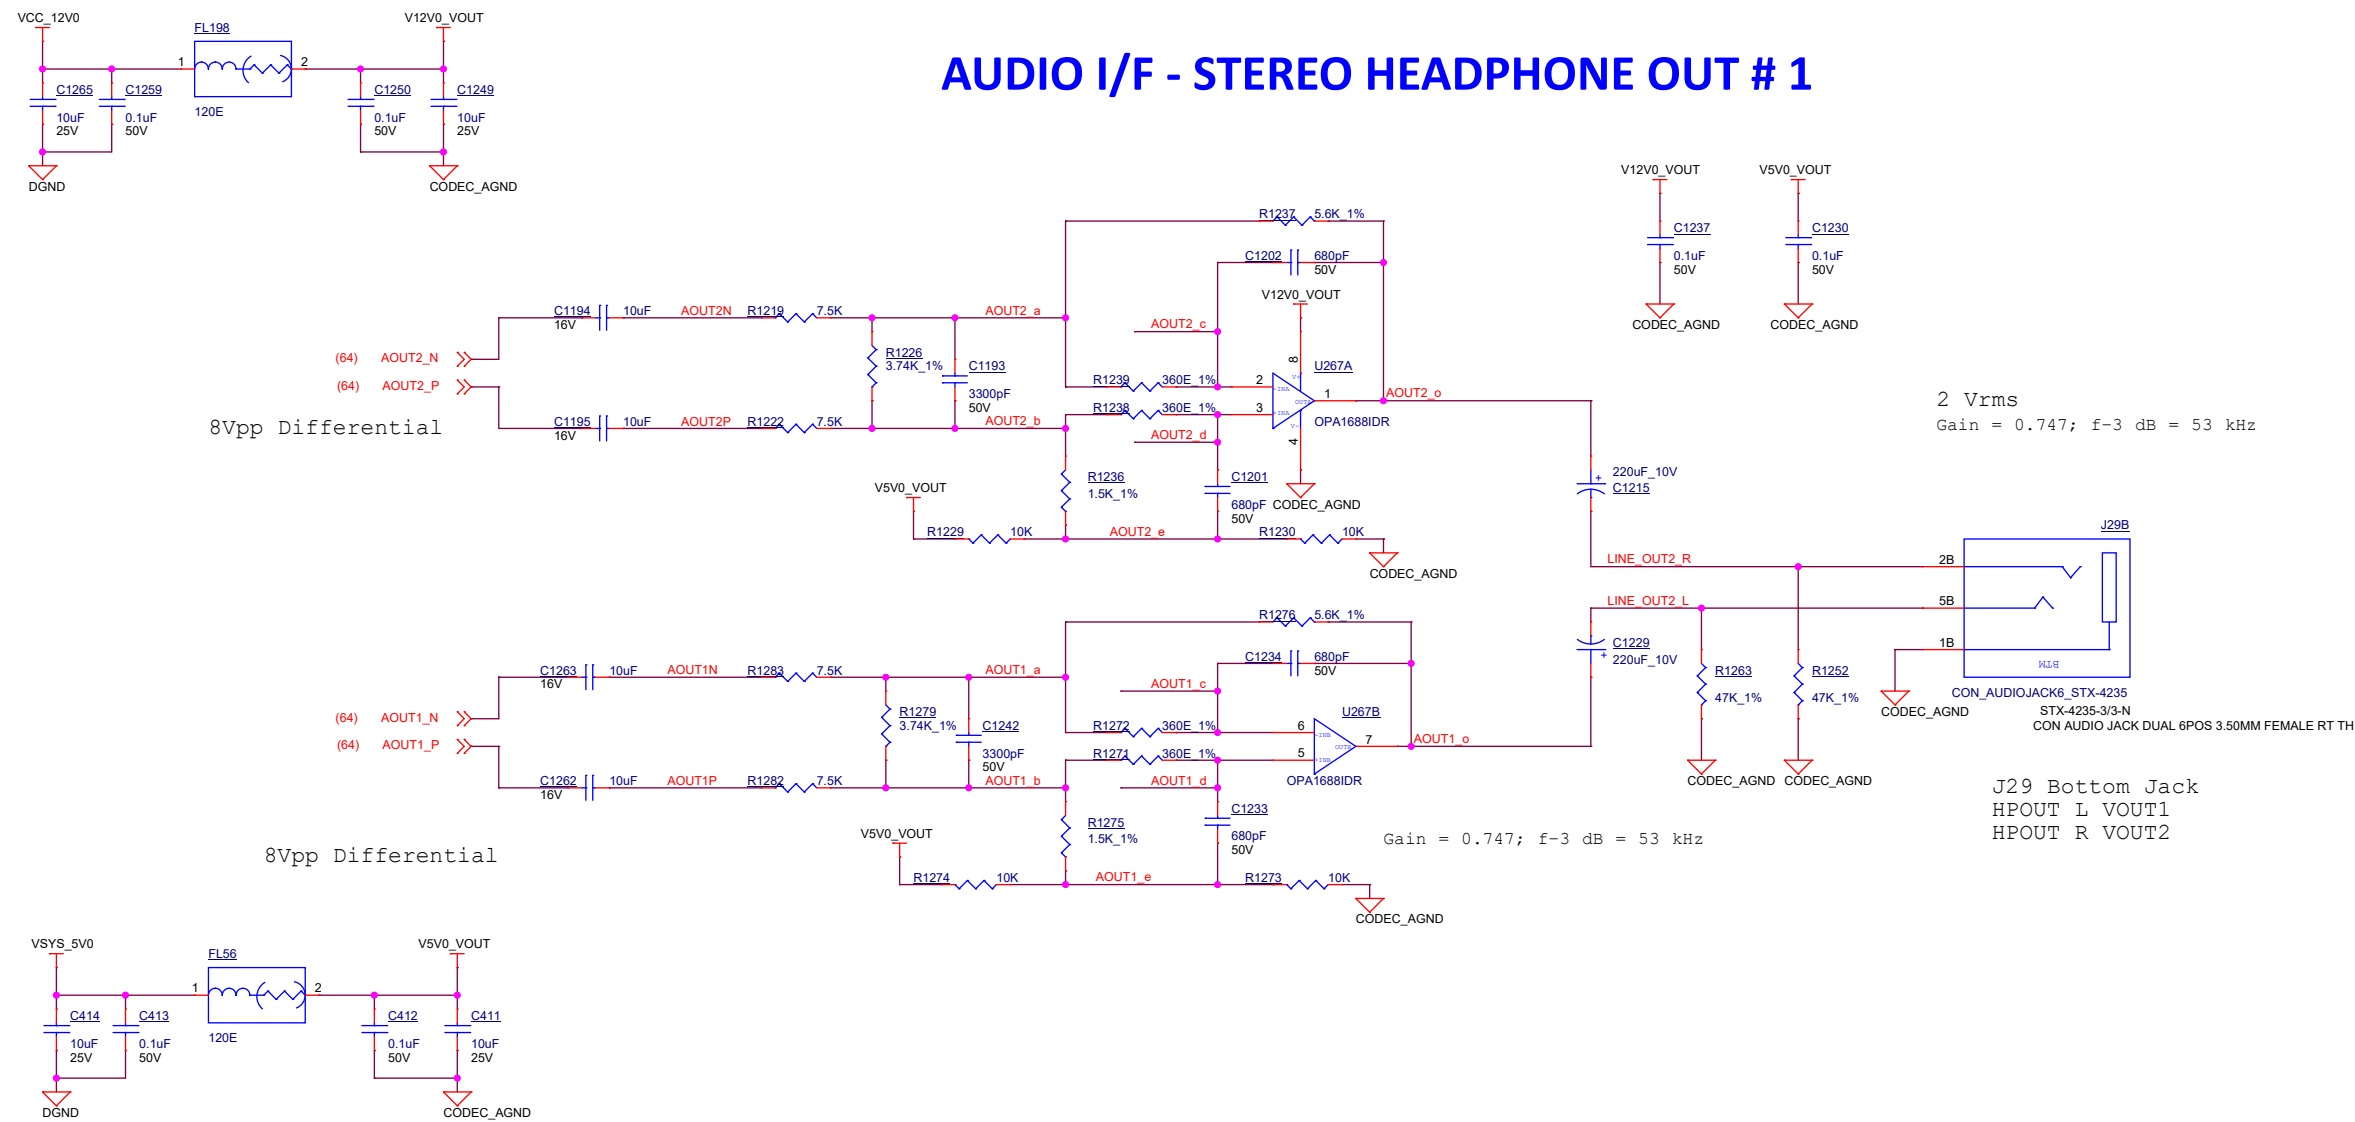 AUDIO I/F - STEREO HEADPHONE OUT # 1
VCC_12V0
FL198
V12V0_VOUT
1
2
C1265
10uF
25V
C1259
0.1uF
50V
120E
C1250
0.1uF
50V
C1249
10uF
25V
DGND
CODEC_AGND
V12V0_VOUT
V5V0_VOUT
C1237
0.1uF
50V
C1230
0.1uF
50V
CODEC_AGND
CODEC_AGND
R1237
5.6K_1%
C1202
680pF
50V
V12V0_VOUT
C1194
10uF
16V
AOUT2N
R1219
7.5K
AOUT2_a
AOUT2_c
(64)
AOUT2_N
(64)
AOUT2_P
R1226
3.74K_1%
C1193
3300pF
50V
R1239
360E_1%
R1238
360E_1%
8
U267A
2
-INA
V+
OUTA
1
3
+INA
V-
4
OPA1688IDR
AOUT2_o
8Vpp Differential
C1195
10uF
16V
AOUT2P
R1222
7.5K
AOUT2_b
AOUT2_d
2 Vrms
Gain = 0.747; f-3 dB = 53 kHz
V5V0_VOUT
R1236
1.5K_1%
C1201
680pF
50V
CODEC_AGND
R1229
10K
AOUT2_e
R1230
10K
CODEC_AGND
220uF_10V
+
C1215
LINE_OUT2_R
J29B
2B
5B
1B
BTM
LINE_OUT2_L
C1229
220uF_10V
+
R1263
47K_1%
R1252
47K_1%
CODEC_AGND
CON_AUDIOJACK6_STX-4235
STX-4235-3/3-N
CON AUDIO JACK DUAL 6POS 3.50MM FEMALE RT TH
CODEC_AGND
CODEC_AGND
R1276
5.6K_1%
C1234
680pF
50V
C1263
10uF
16V
AOUT1N
R1283
7.5K
AOUT1_a
AOUT1_c
(64)
AOUT1_N
(64)
AOUT1_P
R1279
3.74K_1%
C1242
3300pF
50V
R1272
360E_1%
R1271
360E_1%
U267B
6
-INB
OUTB
7
5
+INB
OPA1688IDR
AOUT1_o
C1262
10uF
16V
AOUT1P
R1282
7.5K
AOUT1_b
AOUT1_d
J29 Bottom Jack
HPOUT L VOUT1
HPOUT R VOUT2
8Vpp Differential
V5V0_VOUT
R1275
1.5K_1%
C1233
680pF
50V
Gain = 0.747; f-3 dB = 53 kHz
R1274
10K
AOUT1_e
R1273
10K
CODEC_AGND
VSYS_5V0
FL56
V5V0_VOUT
1
2
C414
10uF
25V
C413
0.1uF
50V
120E
C412
0.1uF
50V
C411
10uF
25V
DGND
CODEC_AGND